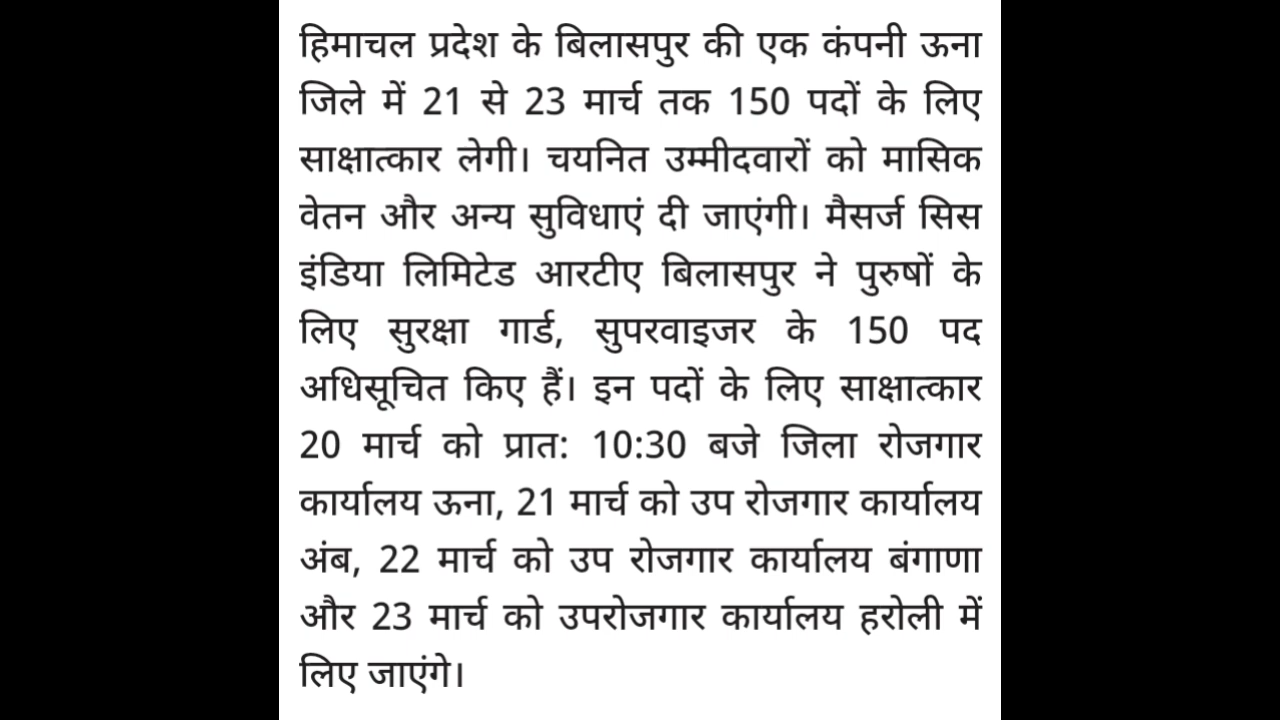 हिमाचल प्रदेश के बिलासपुर की एक कंपनी ऊना
जिले में 21 से 23 मार्च तक 150 पदों के लिए
साक्षात्कार लेगी। चयनित उम्मीदवारों को मासिक
वेतन और अन्य सुविधाएं दी जाएंगी। मैसर्ज सिस
इंडिया लिमिटेड आरटीए बिलासपुर ने पुरुषों के
लिए सुरक्षा गार्ड, सुपरवाइजर के 150 पद
अधिसूचित किए हैं। इन पदों के लिए साक्षात्कार
20 मार्च को प्रात: 10:30 बजे जिला रोजगार
कार्यालय ऊना, 21 मार्च को उप रोजगार कार्यालय
अंब, 22 मार्च को उप रोजगार कार्यालय बंगाणा
और 23 मार्च को उपरोजगार कार्यालय हरोली में
लिए जाएंगे।